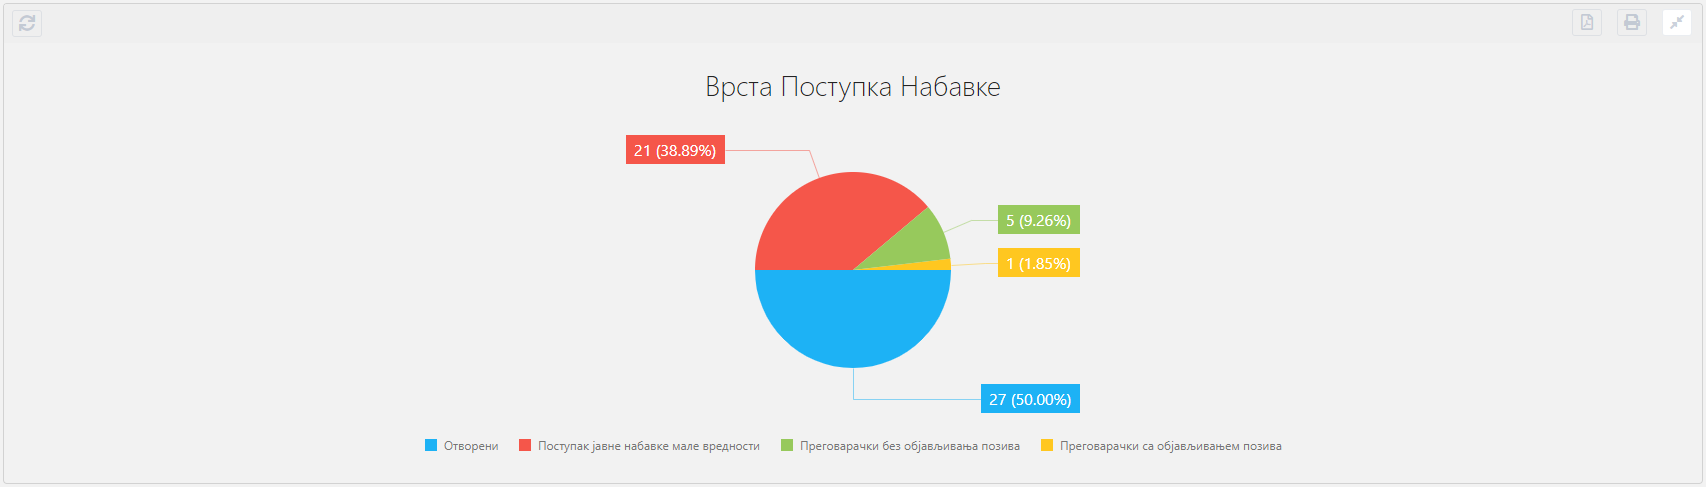 Врста Поступка Набавке
21 (38.89%)
5 (9.26%)
1 (1.85%)
27 (50.00%)
Отворени
Поступак јавне набавке мале вредности
Преговарачки без објављивања позива
Преговарачки са објављивањем позива